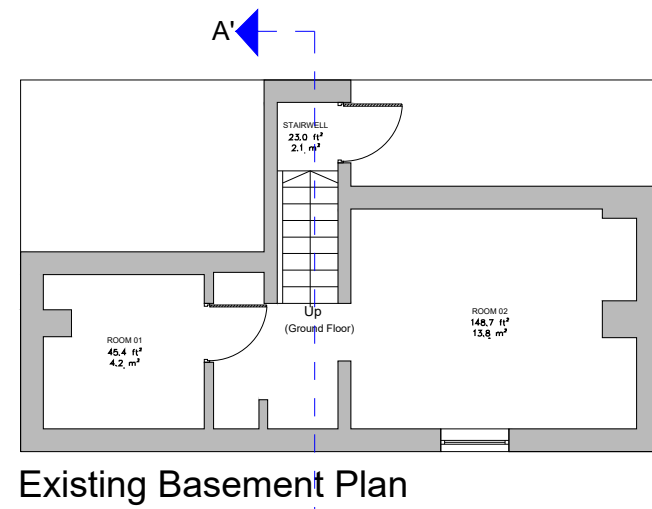 A'
STAIRWELL
23.0 ft²
2.1 m²
Up
(Ground Floor)
ROOM 02
148.7 ft²
13.8 m²
ROOM 01
45.4 ft²
4.2 m²
Existing Basement Plan